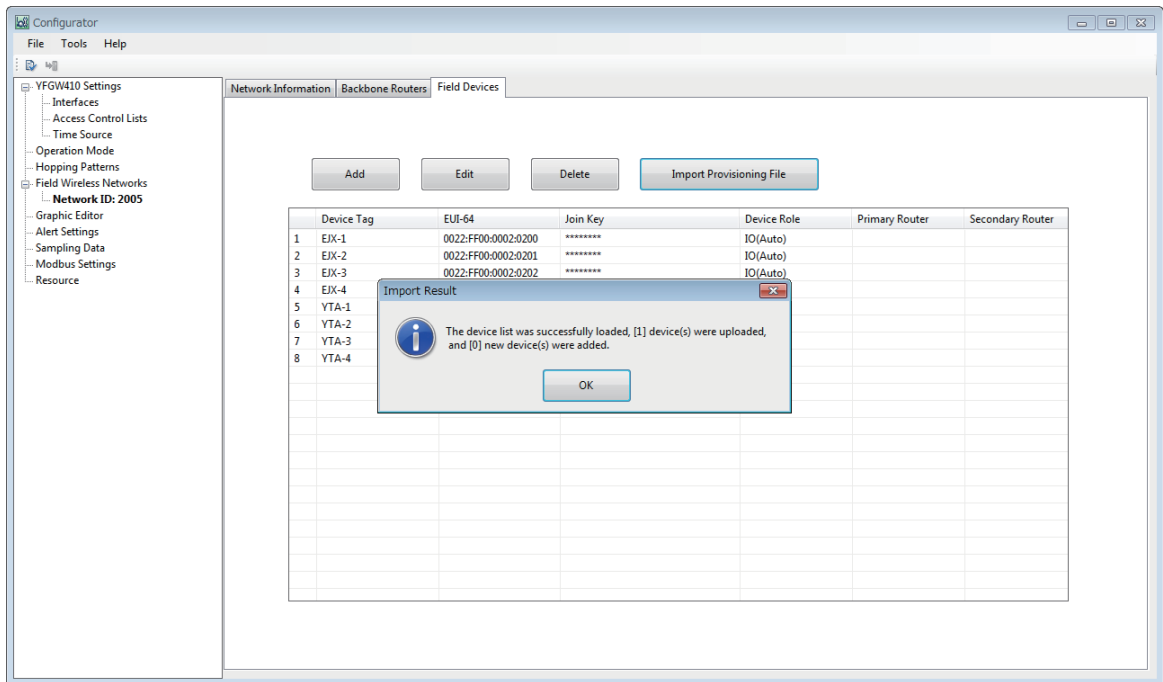 Configurator
File Tools Help
YFGW410 Settings
Interfaces
Access Control Lists
Time Source
Operation Mode
Hopping Patterns
Field Wireless Networks
Network ID: 2005
Graphic Editor
Alert Settings
Sampling Data
Modbus Settings
Resource
Network Information Backbone Routers Field Devices
Add Edit Delete Import Provisioning File
Device Tag EUI-64 Join Key Device Role Primary Router Secondary Router
1 EJX-1 0022:FF00:0002:0200 ******** IO(Auto)
2 EJX-2 0022:FF00:0002:0201 ******** IO(Auto)
3 EJX-3 0022:FF00:0002:0202 ******** IO(Auto)
4 EJX-4
5 YTA-1
6 YTA-2
7 YTA-3
8 YTA-4
Import Result
The device list was successfully loaded, [1] device(s) were uploaded,
and [0] new device(s) were added.
OK